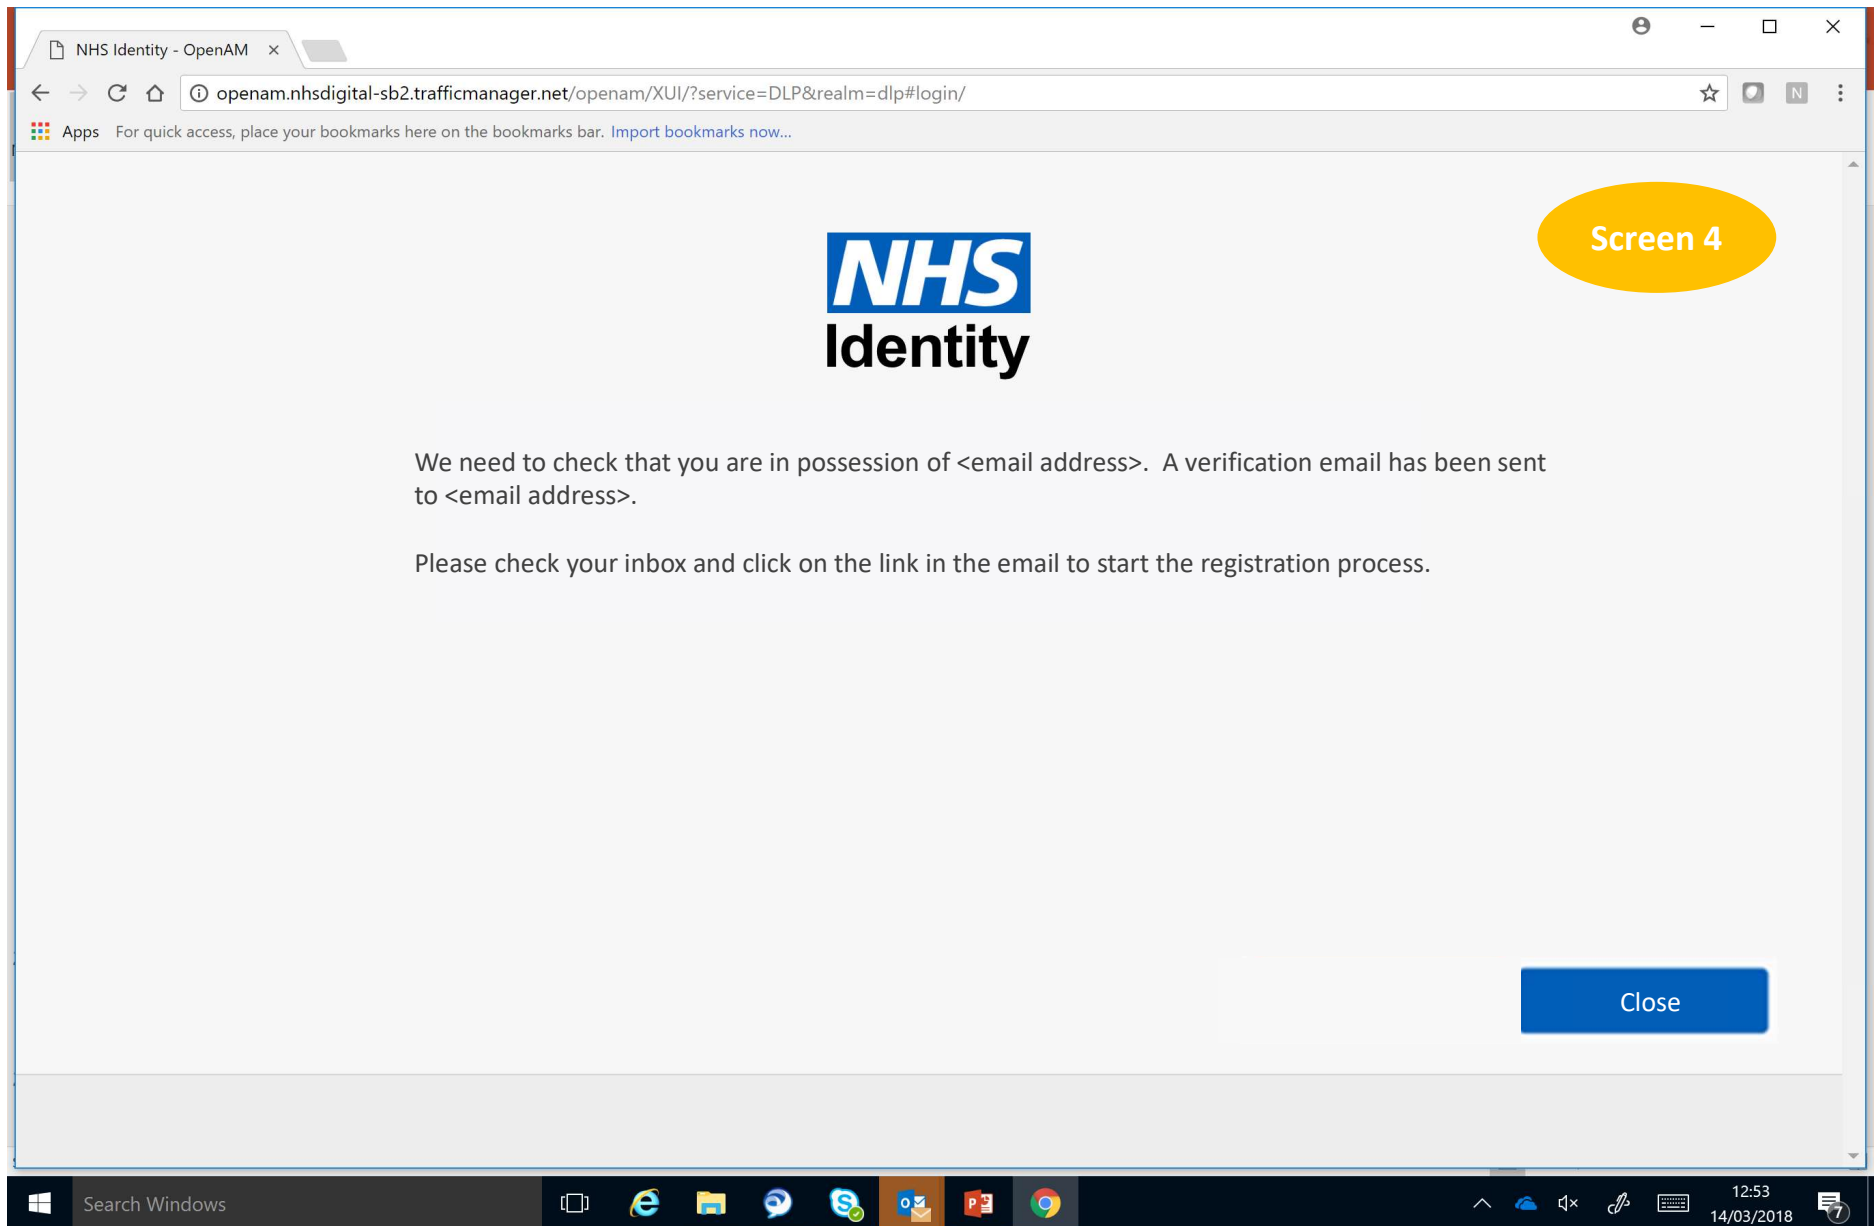 NHS Identity - OpenAM
openam.nhsdigital-sb2.trafficmanager.net/openam/XUI/?service=DLP&realm=dlp#login/
N
Apps For quick access, place your bookmarks here on the bookmarks bar. Import bookmarks now...
Screen 4
NHS
Identity
We need to check that you are in possession of <email address>. A verification email has been sent
to <email address>.
Please check your inbox and click on the link in the email to start the registration process.
Close
Search Windows
12:53
14/03/2018
7